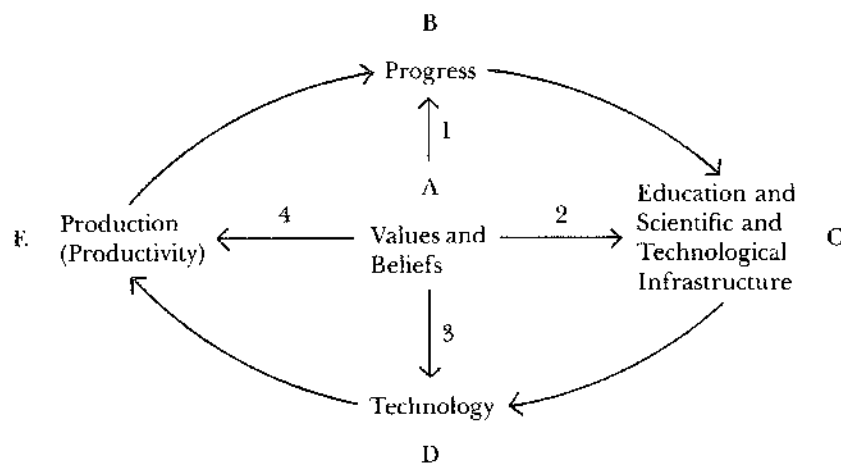 B
Progress
1
A
Education and
Scientific and
Technological
Infrastructure
C
E
Production
(Productivity)
4
Values and
Beliefs
2
3
Technology
D